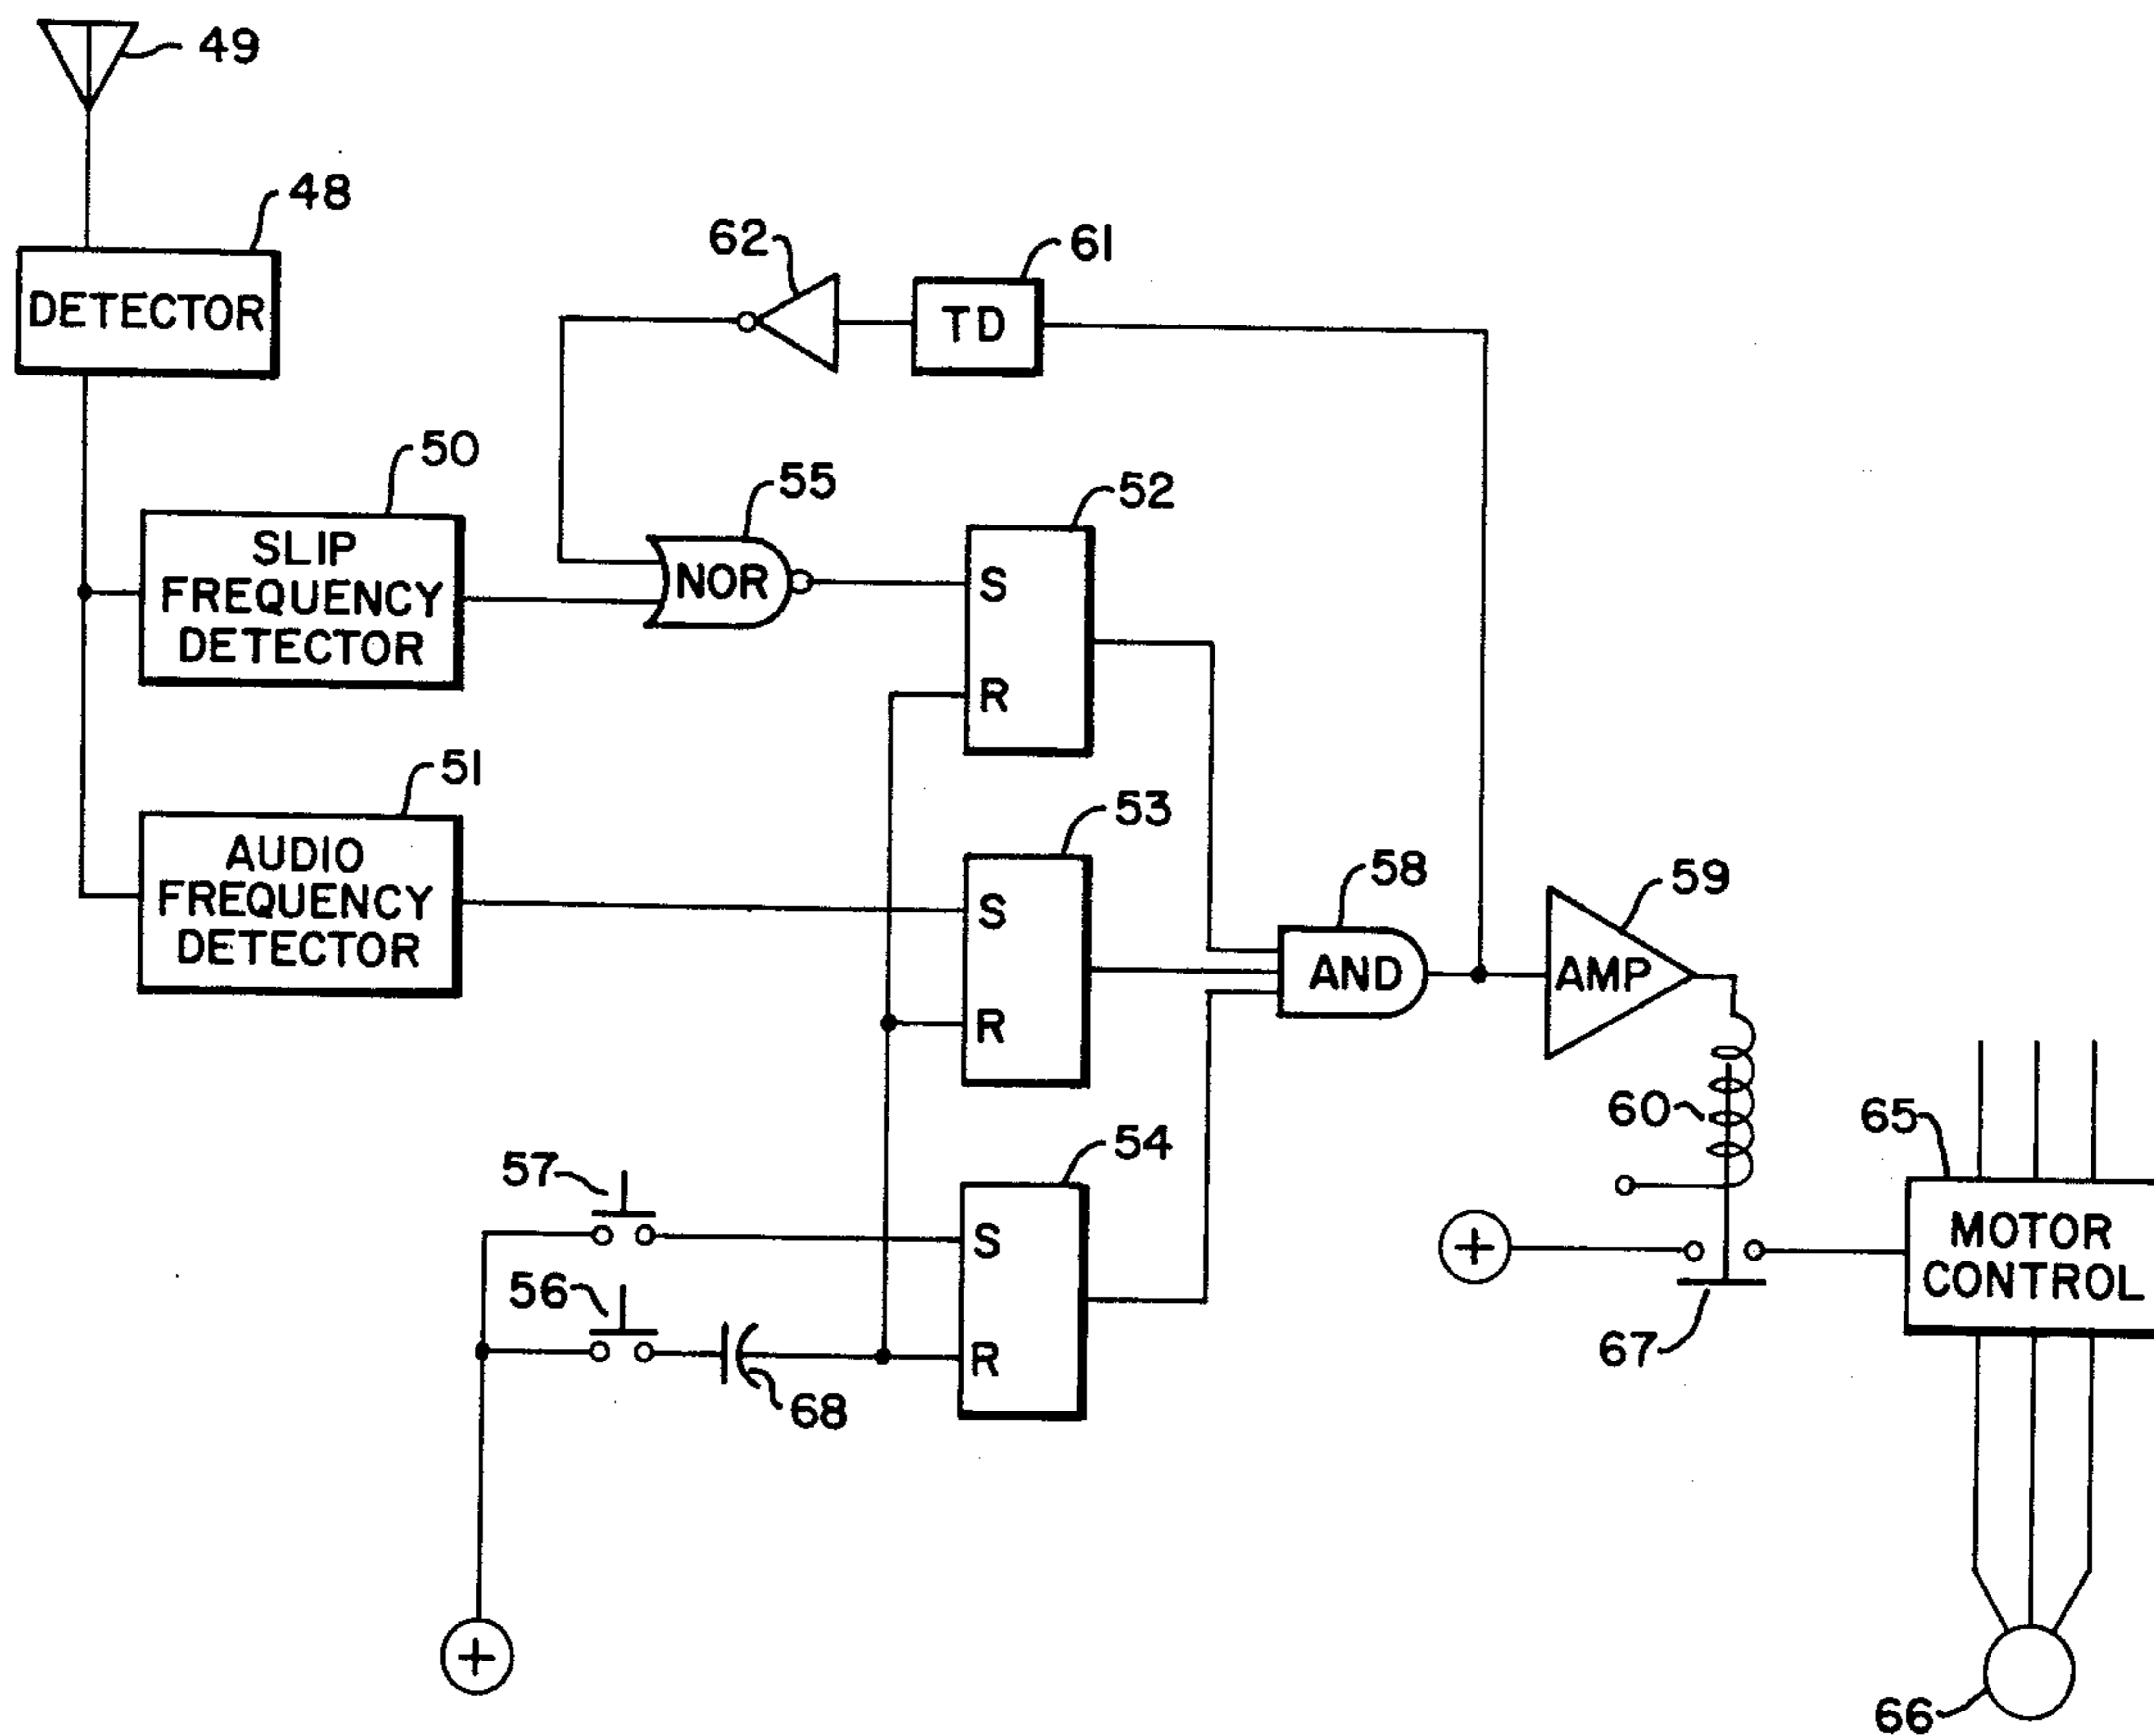 49
48
DETECTOR
62
61
TD
50
SLIP
FREQUENCY
DETECTOR
55
NOR
52
S
R
51
AUDIO
FREQUENCY
DETECTOR
53
S
R
58
AND
59
AMP
57
56
68
54
S
R
60
+
67
65
MOTOR
CONTROL
+
66